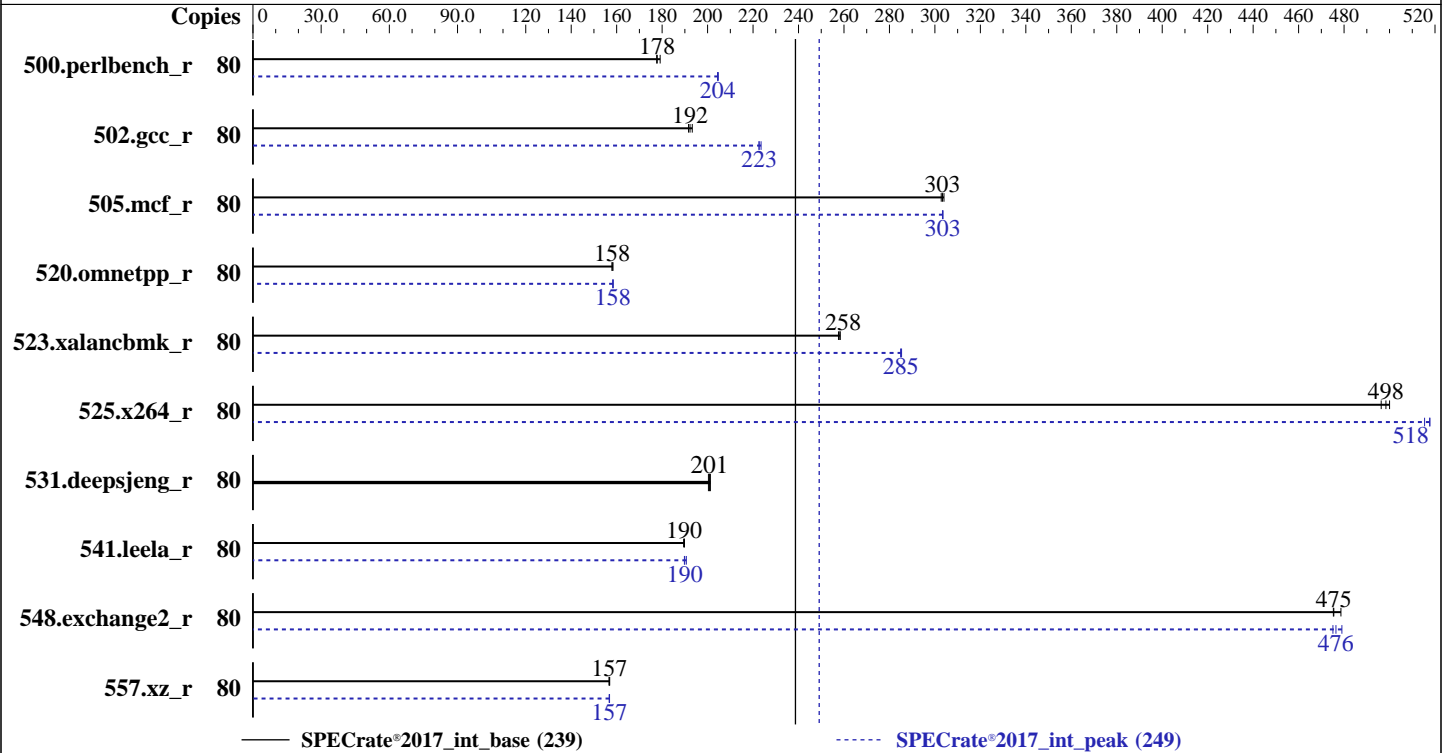 Copies 0 30.0 60.0 90.0 120 140 160 180 200 220 240 260 280 300 320 340 360 380 400 420 440 460 480 520
178
500.perlbench_r 80
204
192
502.gcc_r 80
223
303
505.mcf_r 80
303
158
520.omnetpp_r 80
158
258
523.xalancbmk_r 80
285
498
525.x264_r 80
518
201
531.deepsjeng_r 80
190
541.leela_r 80
190
475
548.exchange2_r 80
476
157
557.xz_r 80
157
SPECrate®2017_int_base (239) SPECrate®2017_int_peak (249)